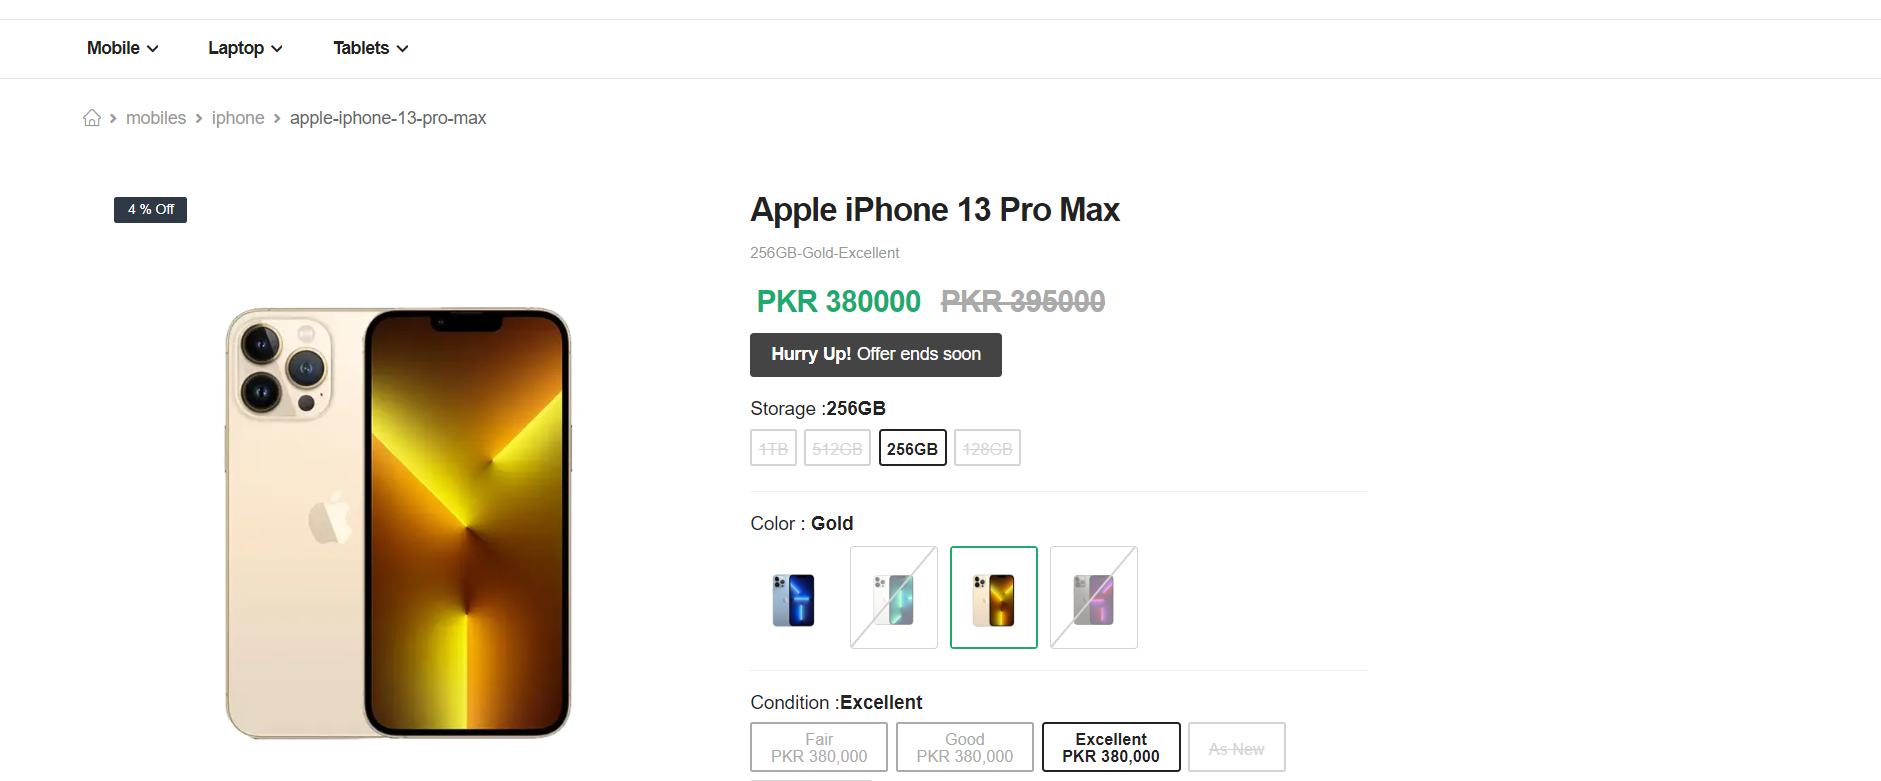 Mobile Laptop Tablets
mobiles iphone apple-iphone-13-pro-max
4 % Off
Apple iPhone 13 Pro Max
256GB-Gold-Excellent
PKR 380000 PKR 395000
Hurry Up! Offer ends soon
Storage :256GB
1TB 512GB 256GB 128GB
Color : Gold
Condition :Excellent
Fair Good Excellent As New
PKR 380,000 PKR 380,000 PKR 380,000